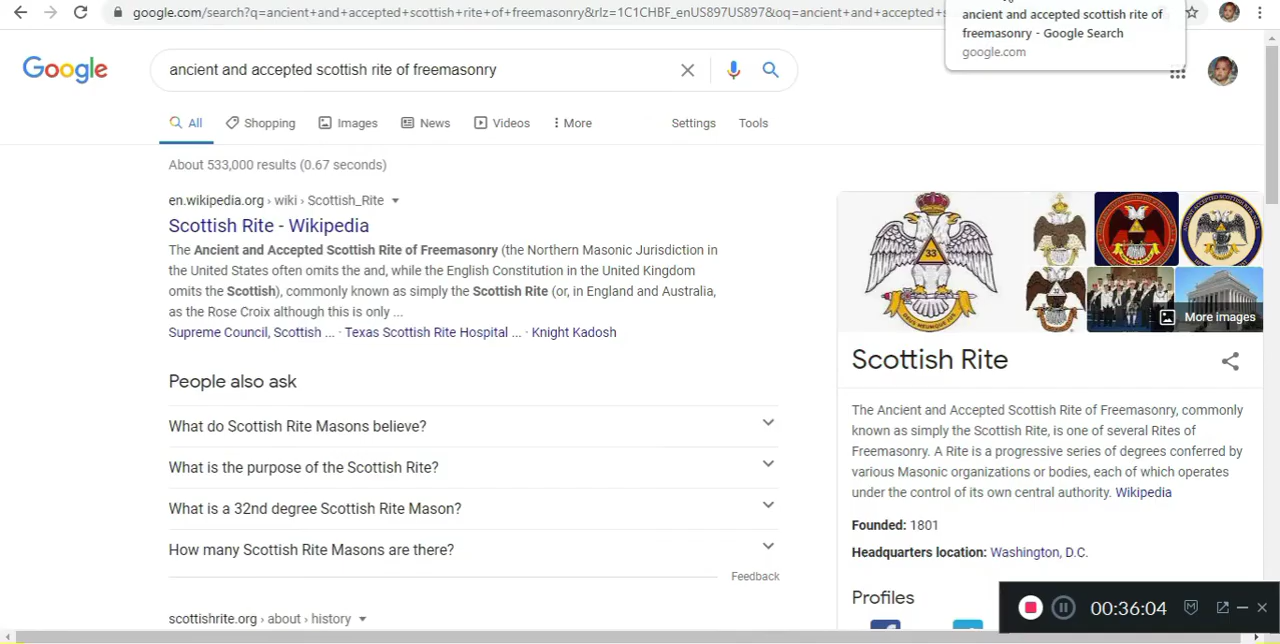 google.com/search?q=ancient+and+accepted+scottish+rite+of+freemasonry&rlz=1C1CHBF_enUS897US897&oq=ancient+and+accepted+s
ancient and accepted scottish rite of
freemasonry - Google Search
google.com
Google
ancient and accepted scottish rite of freemasonry
All
Shopping
Images
News
Videos
More
Settings
Tools
About 533,000 results (0.67 seconds)
en.wikipedia.org › wiki › Scottish_Rite
Scottish Rite - Wikipedia
The Ancient and Accepted Scottish Rite of Freemasonry (the Northern Masonic Jurisdiction in
the United States often omits the and, while the English Constitution in the United Kingdom
omits the Scottish), commonly known as simply the Scottish Rite (or, in England and Australia,
as the Rose Croix although this is only ...
Supreme Council, Scottish ... · Texas Scottish Rite Hospital ... · Knight Kadosh
People also ask
What do Scottish Rite Masons believe?
What is the purpose of the Scottish Rite?
What is a 32nd degree Scottish Rite Mason?
How many Scottish Rite Masons are there?
Feedback
scottishrite.org › about › history
33
32
More images
Scottish Rite
The Ancient and Accepted Scottish Rite of Freemasonry, commonly
known as simply the Scottish Rite, is one of several Rites of
Freemasonry. A Rite is a progressive series of degrees conferred by
various Masonic organizations or bodies, each of which operates
under the control of its own central authority. Wikipedia
Founded: 1801
Headquarters location: Washington, D.C.
Profiles
00:36:04